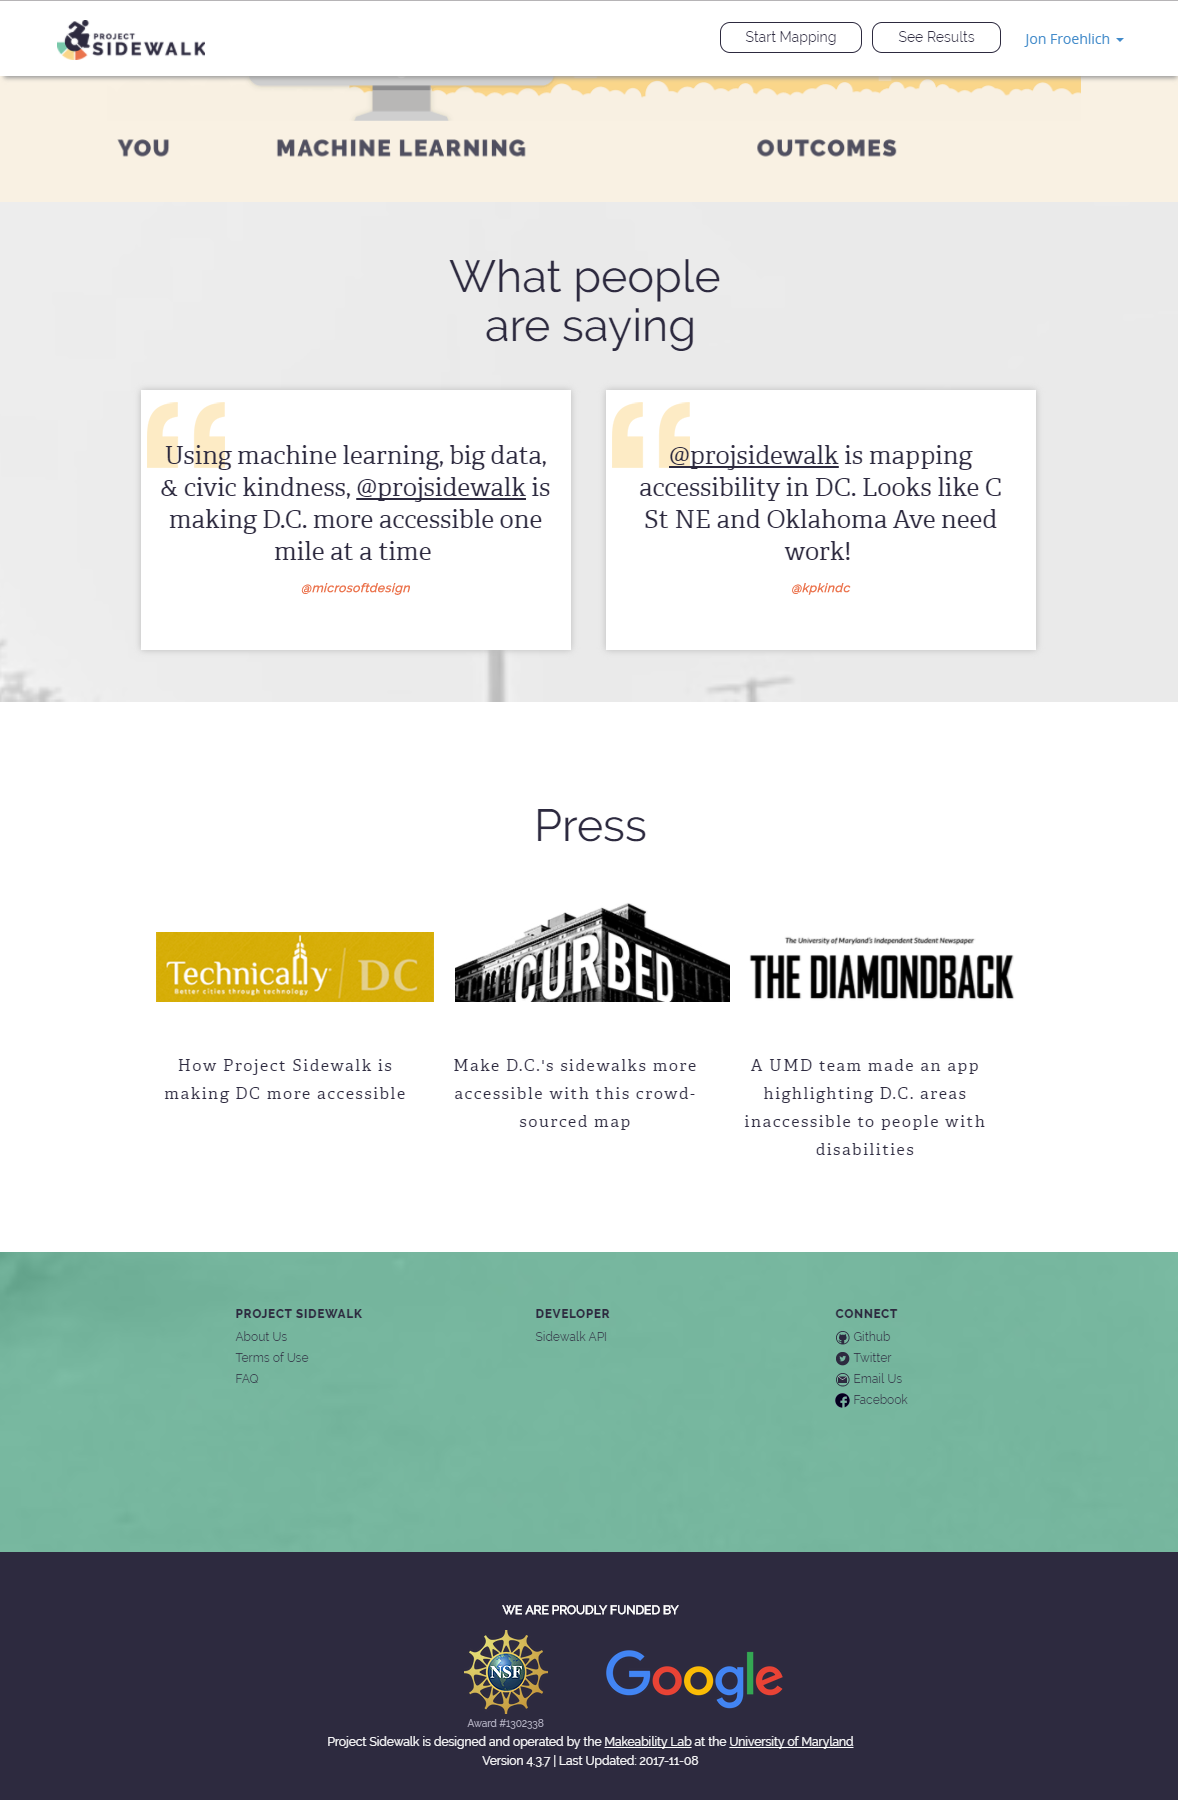 PROJECT
SIDEWALK
Start Mapping
See Results
Jon Froehlich
YOU
MACHINE LEARNING
OUTCOMES
What people
are saying
Using machine learning, big data,
& civic kindness, @projsidewalk is
making D.C. more accessible one
mile at a time
@microsoftdesign
@projsidewalk is mapping
accessibility in DC. Looks like C
St NE and Oklahoma Ave need
work!
@kpkindc
Press
Technically DC
Better cities through technology
CURBED
The University of Maryland's Independent Student Newspaper
THE DIAMONDBACK
How Project Sidewalk is
making DC more accessible
Make D.C.'s sidewalks more
accessible with this crowd-
sourced map
A UMD team made an app
highlighting D.C. areas
inaccessible to people with
disabilities
PROJECT SIDEWALK
About Us
Terms of Use
FAQ
DEVELOPER
Sidewalk API
CONNECT
Github
Twitter
Email Us
Facebook
WE ARE PROUDLY FUNDED BY
NSF
Google
Award #1302338
Project Sidewalk is designed and operated by the Makeability Lab at the University of Maryland
Version 4.3.7 | Last Updated: 2017-11-08